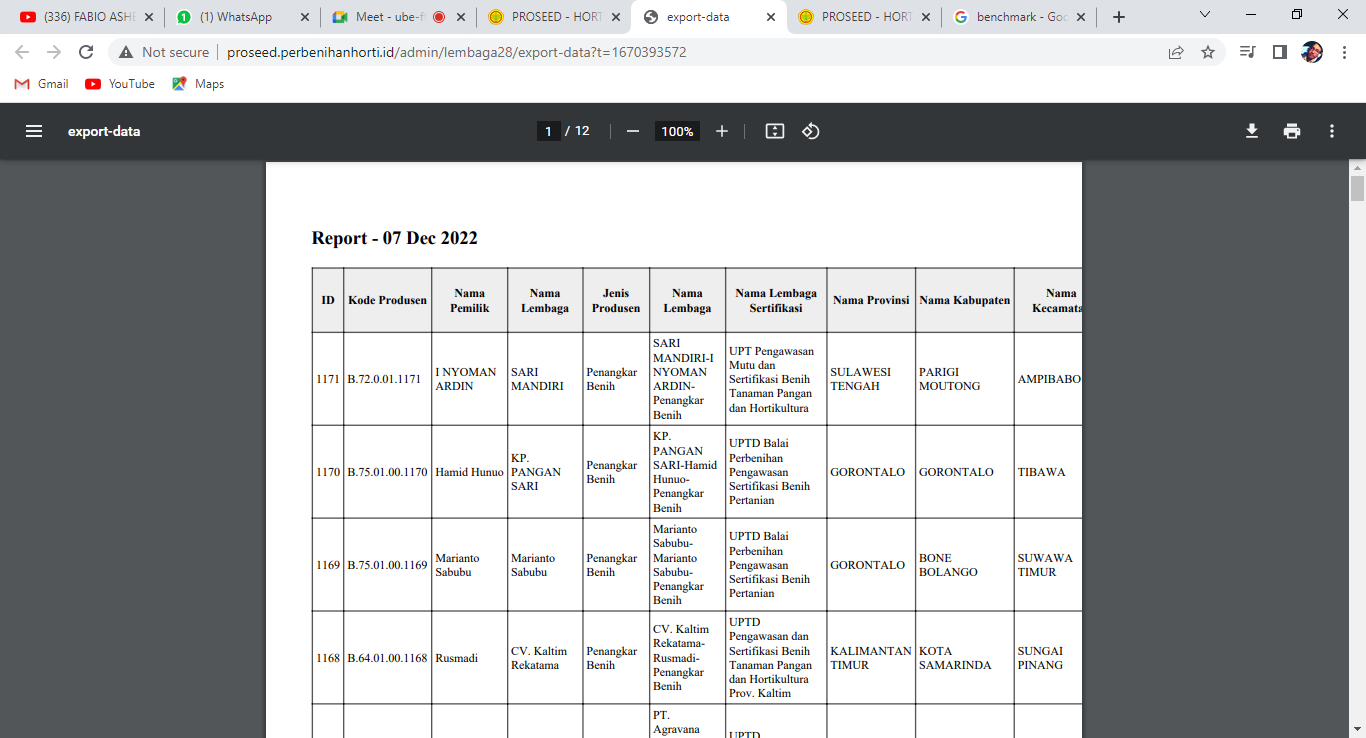 (336) FABIO ASHE
(1) WhatsApp
Meet - ube-f
PROSEED - HORT
export-data
PROSEED - HORT
benchmark - Goo
Not secure
proseed.perbenihanhorti.id/admin/lembaga28/export-data?t=1670393572
Gmail
YouTube
Maps
export-data
1 / 12
100%
Report - 07 Dec 2022
ID
Kode Produsen
Nama
Pemilik
Nama
Lembaga
Jenis
Produsen
Nama
Lembaga
Nama Lembaga
Sertifikasi
Nama Provinsi
Nama Kabupaten
Nama
Kecamata
1171
B.72.0.01.1171
I NYOMAN
ARDIN
SARI
MANDIRI
Penangkar
Benih
SARI
MANDIRI-I
NYOMAN
ARDIN-
Penangkar
Benih
UPT Pengawasan
Mutu dan
Sertifikasi Benih
Tanaman Pangan
dan Hortikultura
SULAWESI
TENGAH
PARIGI
MOUTONG
AMPIBABO
1170
B.75.01.00.1170
Hamid Hunuo
KP.
PANGAN
SARI
Penangkar
Benih
KP.
PANGAN
SARI-Hamid
Hunuo-
Penangkar
Benih
UPTD Balai
Perbenihan
Pengawasan
Sertifikasi Benih
Pertanian
GORONTALO
GORONTALO
TIBAWA
1169
B.75.01.00.1169
Marianto
Sabubu
Marianto
Sabubu
Penangkar
Benih
Marianto
Sabubu-
Marianto
Sabubu-
Penangkar
Benih
UPTD Balai
Perbenihan
Pengawasan
Sertifikasi Benih
Pertanian
GORONTALO
BONE
BOLANGO
SUWAWA
TIMUR
1168
B.64.01.00.1168
Rusmadi
CV. Kaltim
Rekatama
Penangkar
Benih
CV. Kaltim
Rekatama-
Rusmadi-
Penangkar
Benih
UPTD
Pengawasan dan
Sertifikasi Benih
Tanaman Pangan
dan Hortikultura
Prov. Kaltim
KALIMANTAN
TIMUR
KOTA
SAMARINDA
SUNGAI
PINANG
PT.
Agravana
UPTD